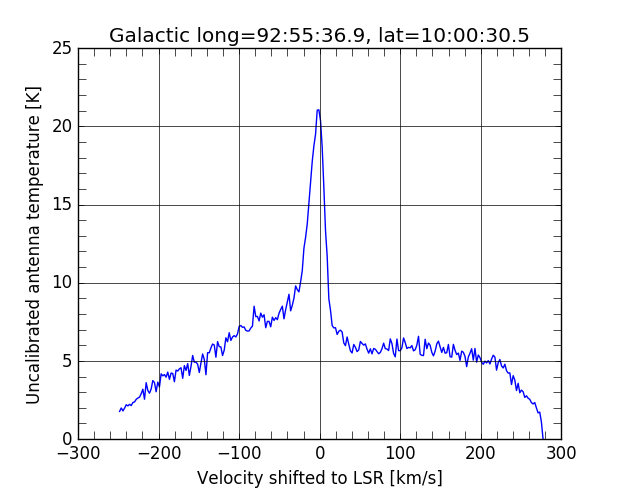 Galactic long=92:55:36.9, lat=10:00:30.5
Uncalibrated antenna temperature [K]
25
20
15
10
5
0
−300 −200 −100 0 100 200 300
Velocity shifted to LSR [km/s]